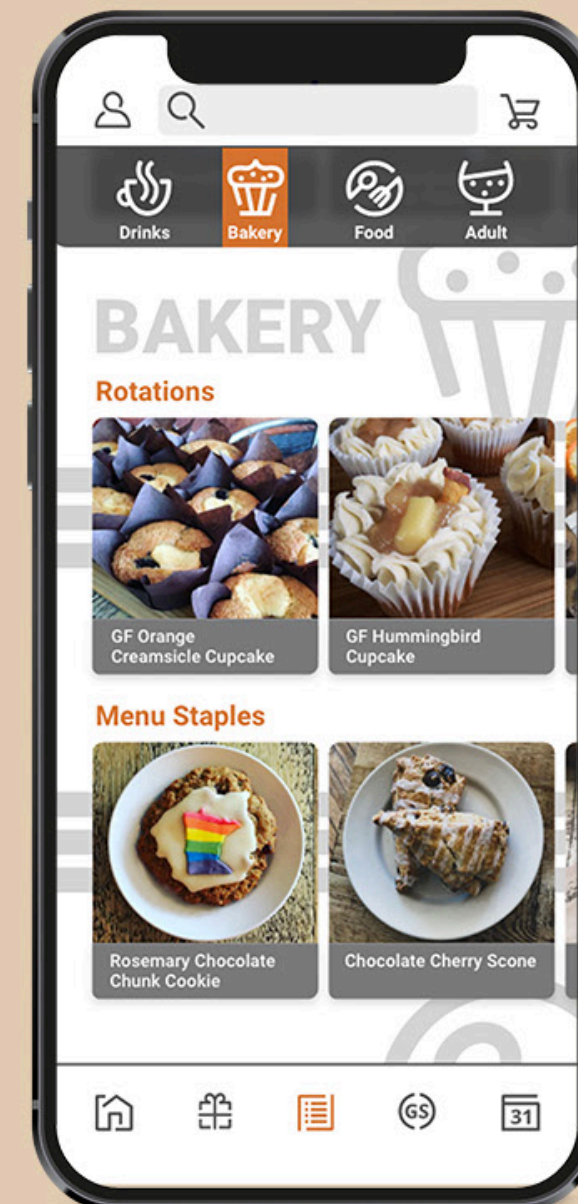 Drinks
Bakery
Food
Adult
BAKERY
Rotations
GF Orange
Creamsicle Cupcake
GF Hummingbird
Cupcake
Menu Staples
Rosemary Chocolate
Chunk Cookie
Chocolate Cherry Scone
GS
31